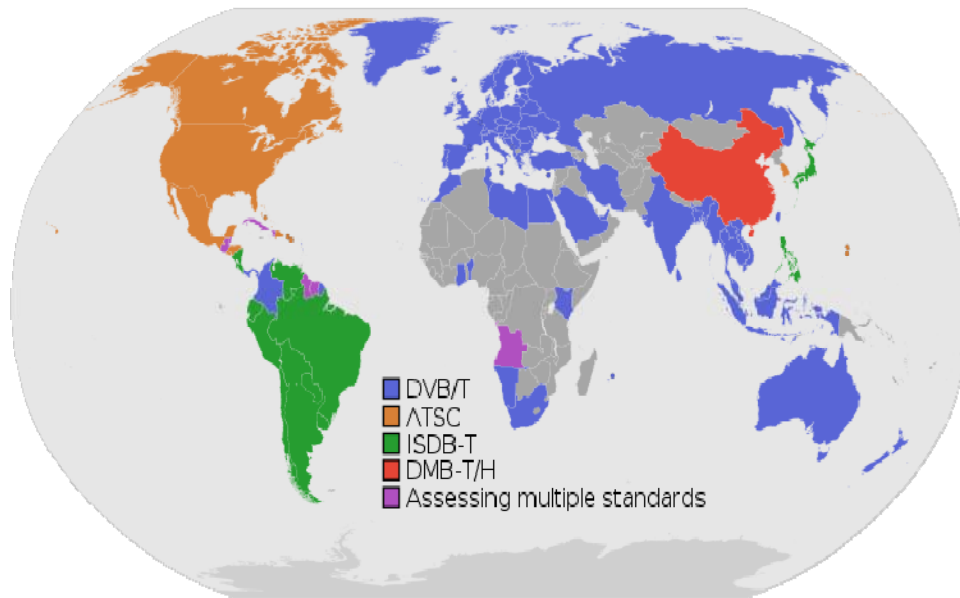 DVB/T
ATSC
ISDB-T
DMB-T/H
Assessing multiple standards